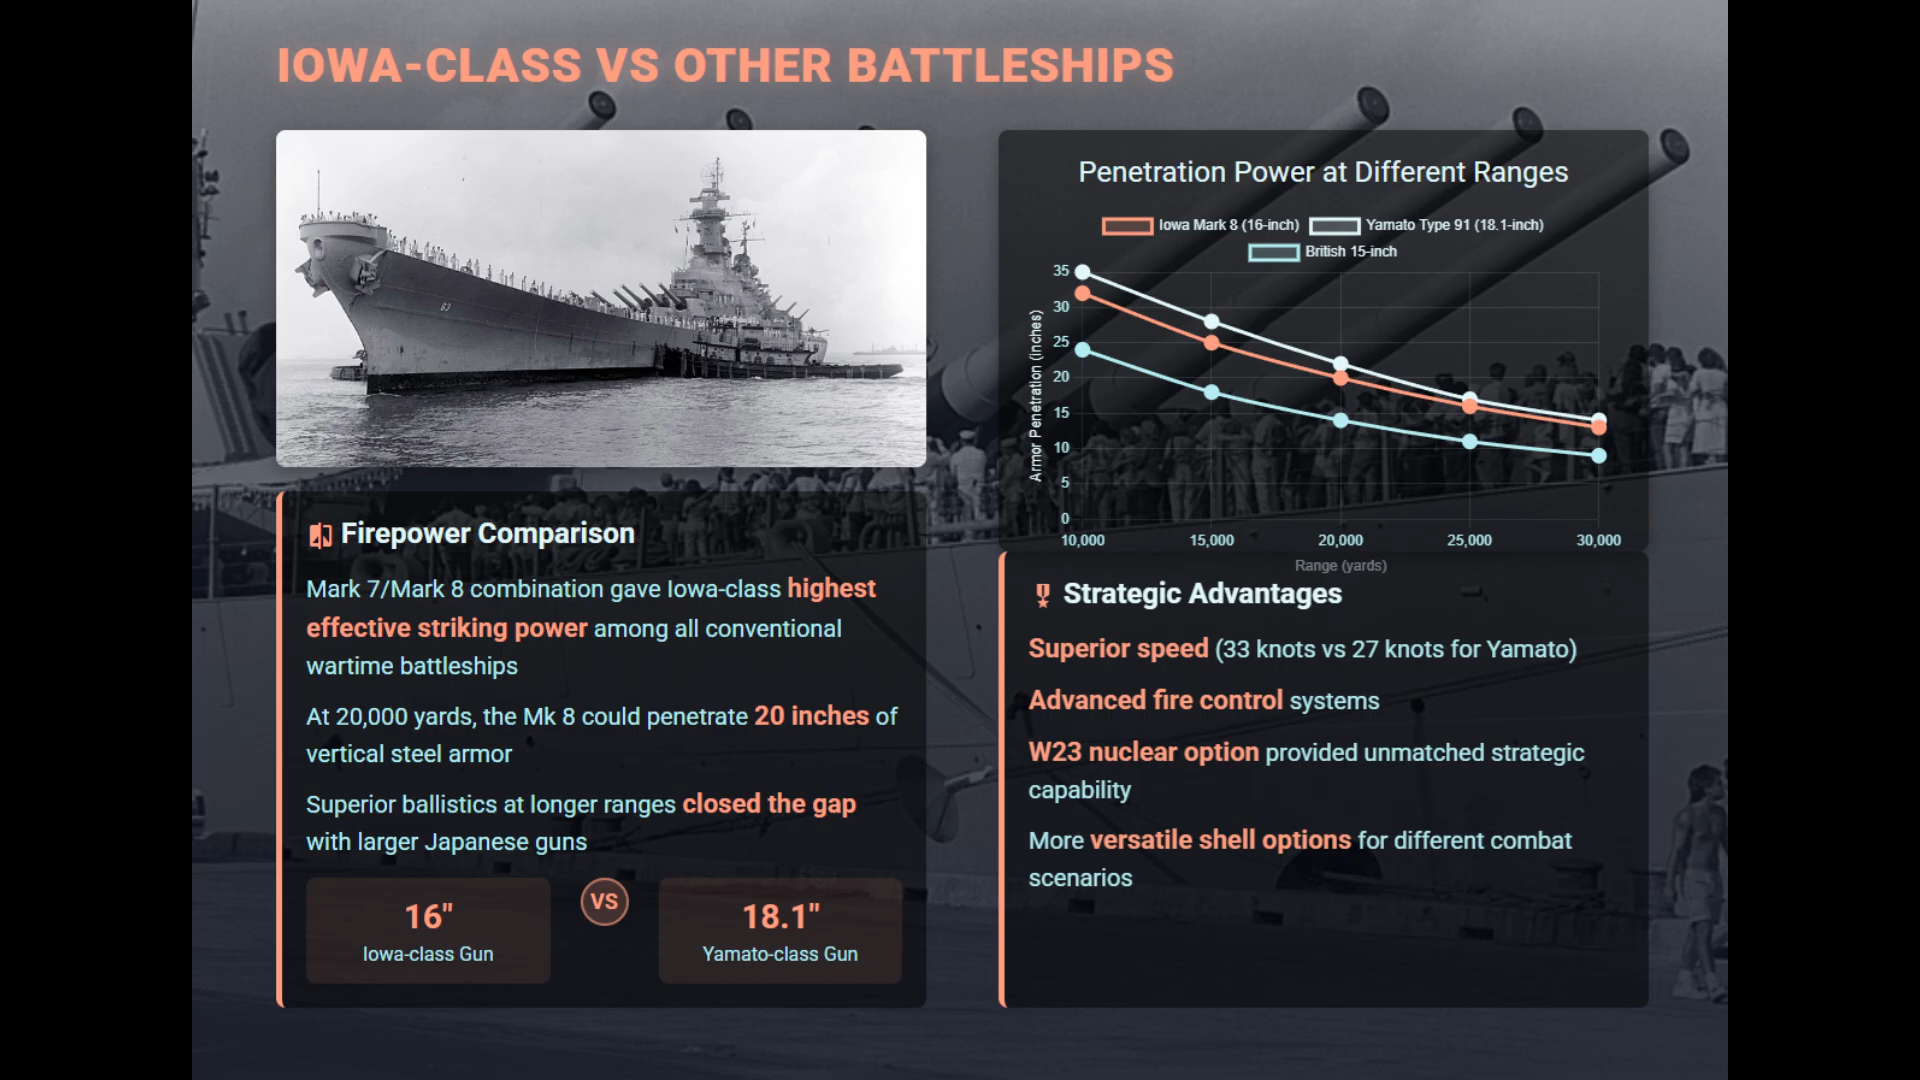 IOWA-CLASS VS OTHER BATTLESHIPS
63
Firepower Comparison
Mark 7/Mark 8 combination gave Iowa-class highest
effective striking power among all conventional
wartime battleships
At 20,000 yards, the Mk 8 could penetrate 20 inches of
vertical steel armor
Superior ballistics at longer ranges closed the gap
with larger Japanese guns
16"
Iowa-class Gun
VS
18.1"
Yamato-class Gun
Penetration Power at Different Ranges
Iowa Mark 8 (16-inch)
Yamato Type 91 (18.1-inch)
British 15-inch
Armor Penetration (inches)
35
30
25
20
15
10
5
0
10,000
15,000
20,000
25,000
30,000
Range (yards)
Strategic Advantages
Superior speed (33 knots vs 27 knots for Yamato)
Advanced fire control systems
W23 nuclear option provided unmatched strategic
capability
More versatile shell options for different combat
scenarios